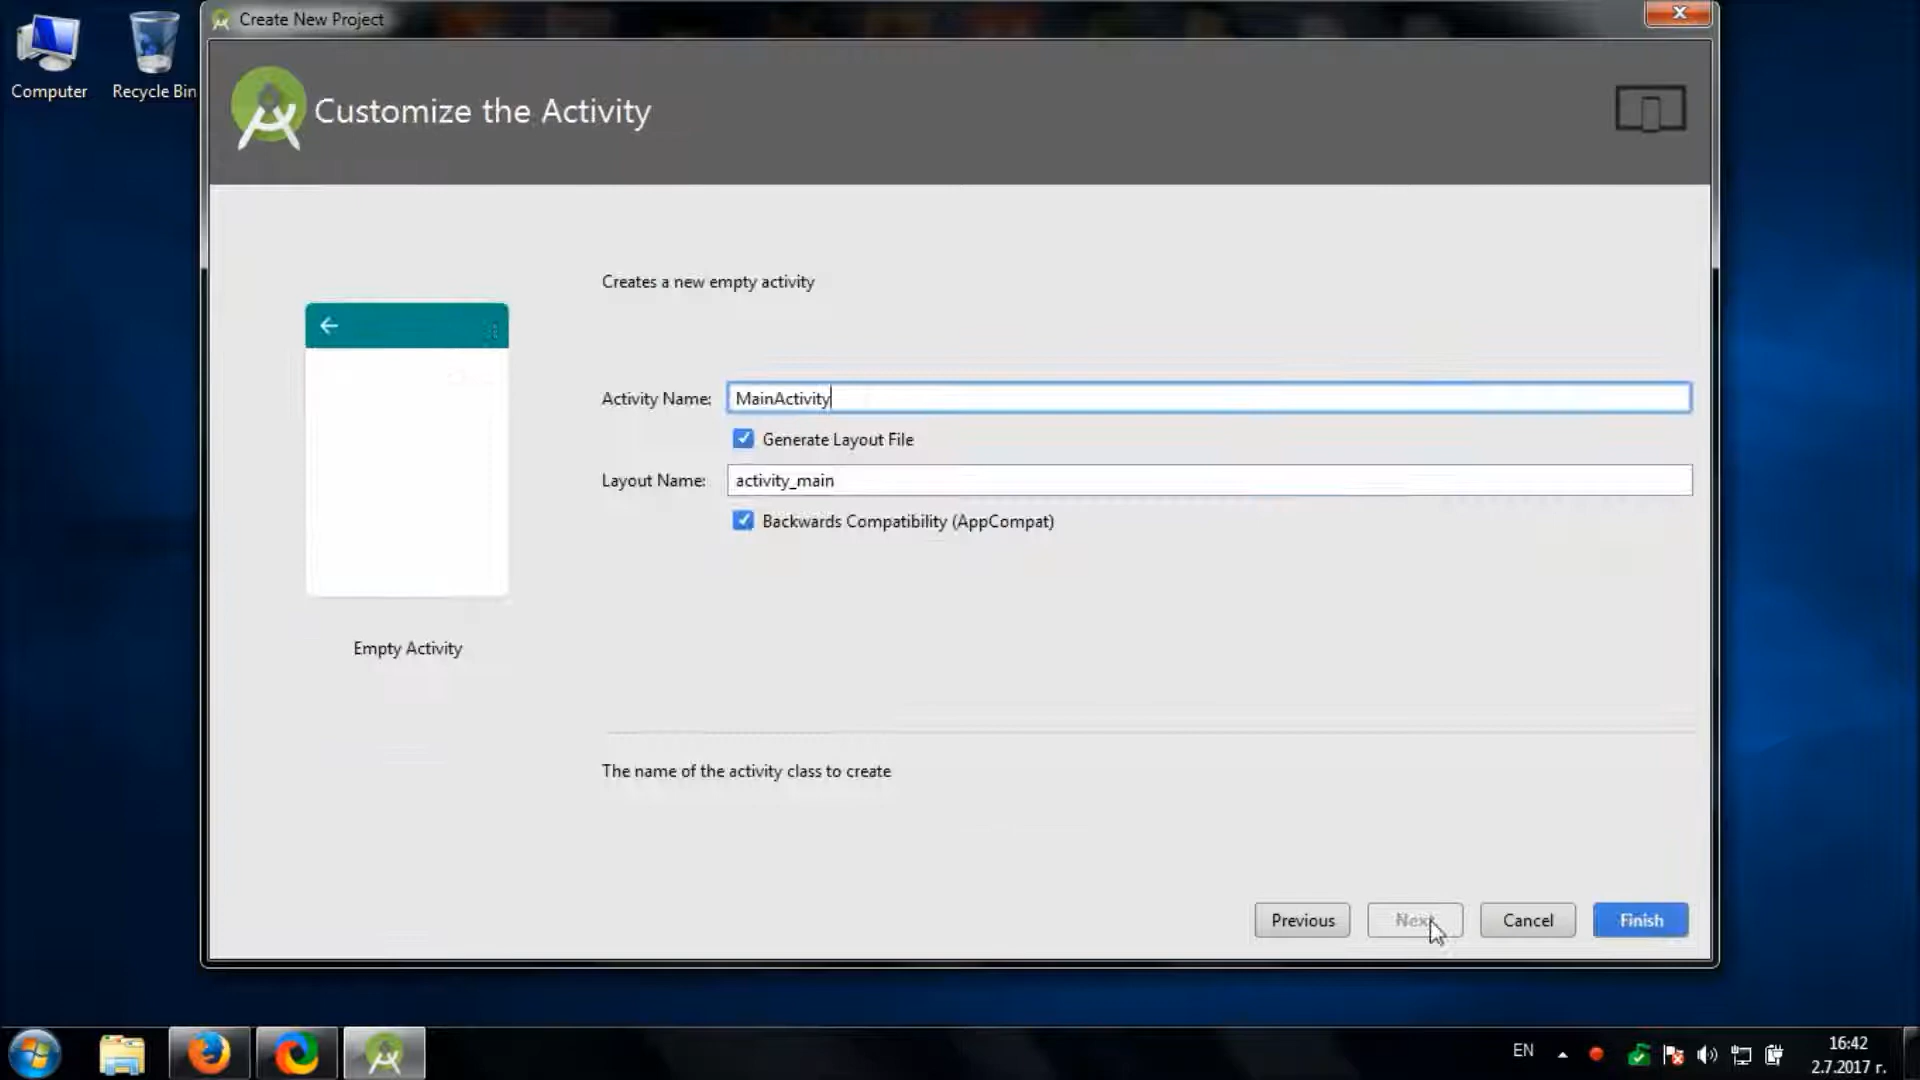 Create New Project
Computer
Recycle Bin
Customize the Activity
Creates a new empty activity
Activity Name: MainActivity
Generate Layout File
Layout Name: activity_main
Backwards Compatibility (AppCompat)
Empty Activity
The name of the activity class to create
Previous Next Cancel Finish
EN
16:42
2.7.2017 г.